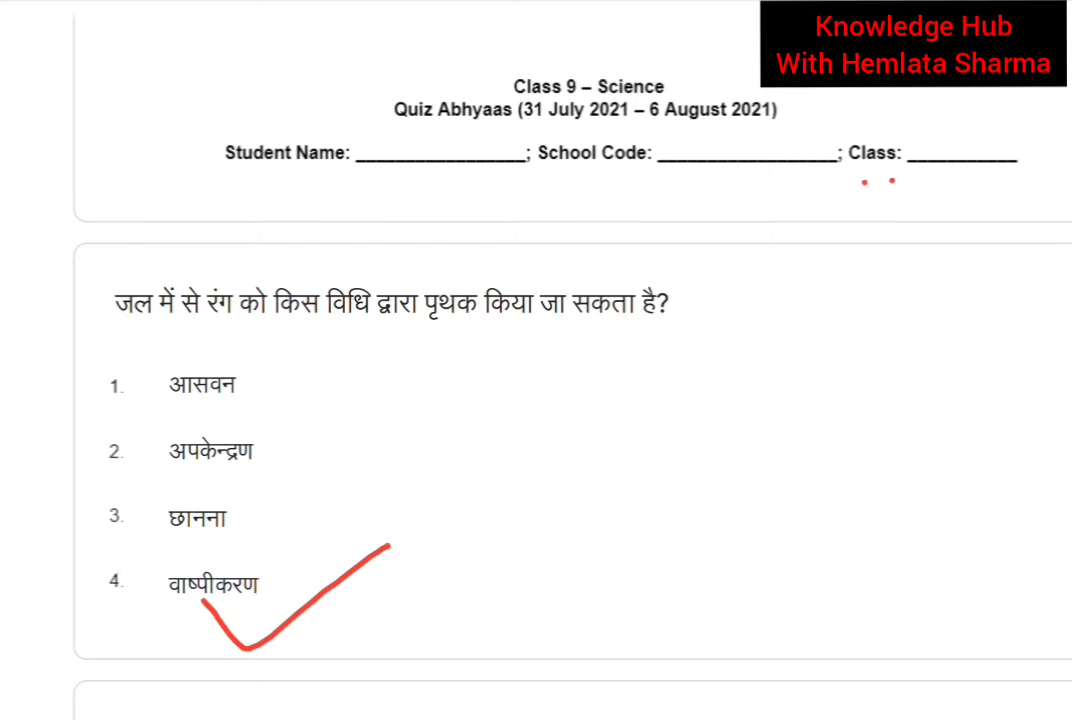 Knowledge Hub
With Hemlata Sharma
Class 9 – Science
Quiz Abhyaas (31 July 2021 – 6 August 2021)
Student Name: _________________; School Code: __________________; Class: ___________
जल में से रंग को किस विधि द्वारा पृथक किया जा सकता है?
1. आसवन
2. अपकेन्द्रण
3. छानना
4. वाष्पीकरण